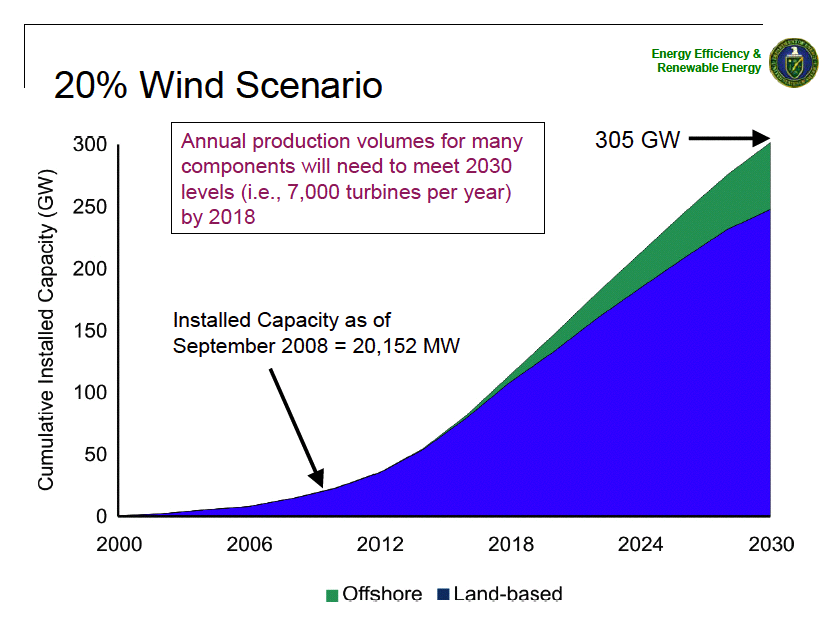 Energy Efficiency &
Renewable Energy
20% Wind Scenario
Annual production volumes for many
components will need to meet 2030
levels (i.e., 7,000 turbines per year)
by 2018
305 GW
Cumulative Installed Capacity (GW)
300
250
200
150
100
50
0
Installed Capacity as of
September 2008 = 20,152 MW
2000 2006 2012 2018 2024 2030
Offshore Land-based